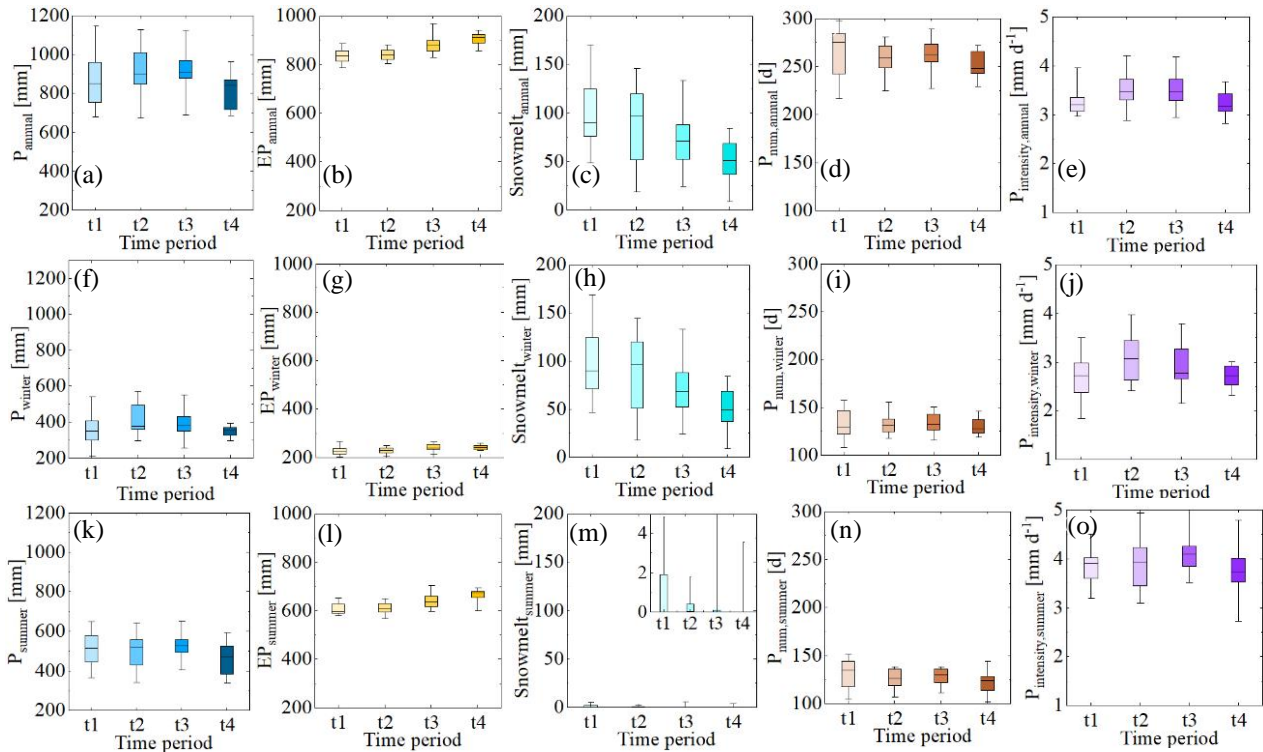 P_annual [mm]
1200
1000
800
600
400
200
(a)
t1 t2 t3 t4
Time period
EP_annual [mm]
1000
800
600
400
200
(b)
t1 t2 t3 t4
Time period
Snowmelt_annual [mm]
200
150
100
50
0
(c)
t1 t2 t3 t4
Time period
P_num,annual [d]
300
250
200
150
100
(d)
t1 t2 t3 t4
Time period
P_intensity,annual [mm d^-1]
5
4
3
2
1
(e)
t1 t2 t3 t4
Time period
P_winter [mm]
1200
1000
800
600
400
200
(f)
t1 t2 t3 t4
Time period
EP_winter [mm]
1000
800
600
400
200
(g)
t1 t2 t3 t4
Time period
Snowmelt_winter [mm]
200
150
100
50
0
(h)
t1 t2 t3 t4
Time period
P_num,winter [d]
300
250
200
150
100
(i)
t1 t2 t3 t4
Time period
P_intensity,winter [mm d^-1]
5
4
3
2
1
(j)
t1 t2 t3 t4
Time period
P_summer [mm]
1200
1000
800
600
400
200
(k)
t1 t2 t3 t4
Time period
EP_summer [mm]
1000
800
600
400
200
(l)
t1 t2 t3 t4
Time period
Snowmelt_summer [mm]
200
150
100
50
0
(m)
4
2
0
t1 t2 t3 t4
t1 t2 t3 t4
Time period
P_num,summer [d]
300
250
200
150
100
(n)
t1 t2 t3 t4
Time period
P_intensity,summer [mm d^-1]
5
4
3
2
1
(o)
t1 t2 t3 t4
Time period